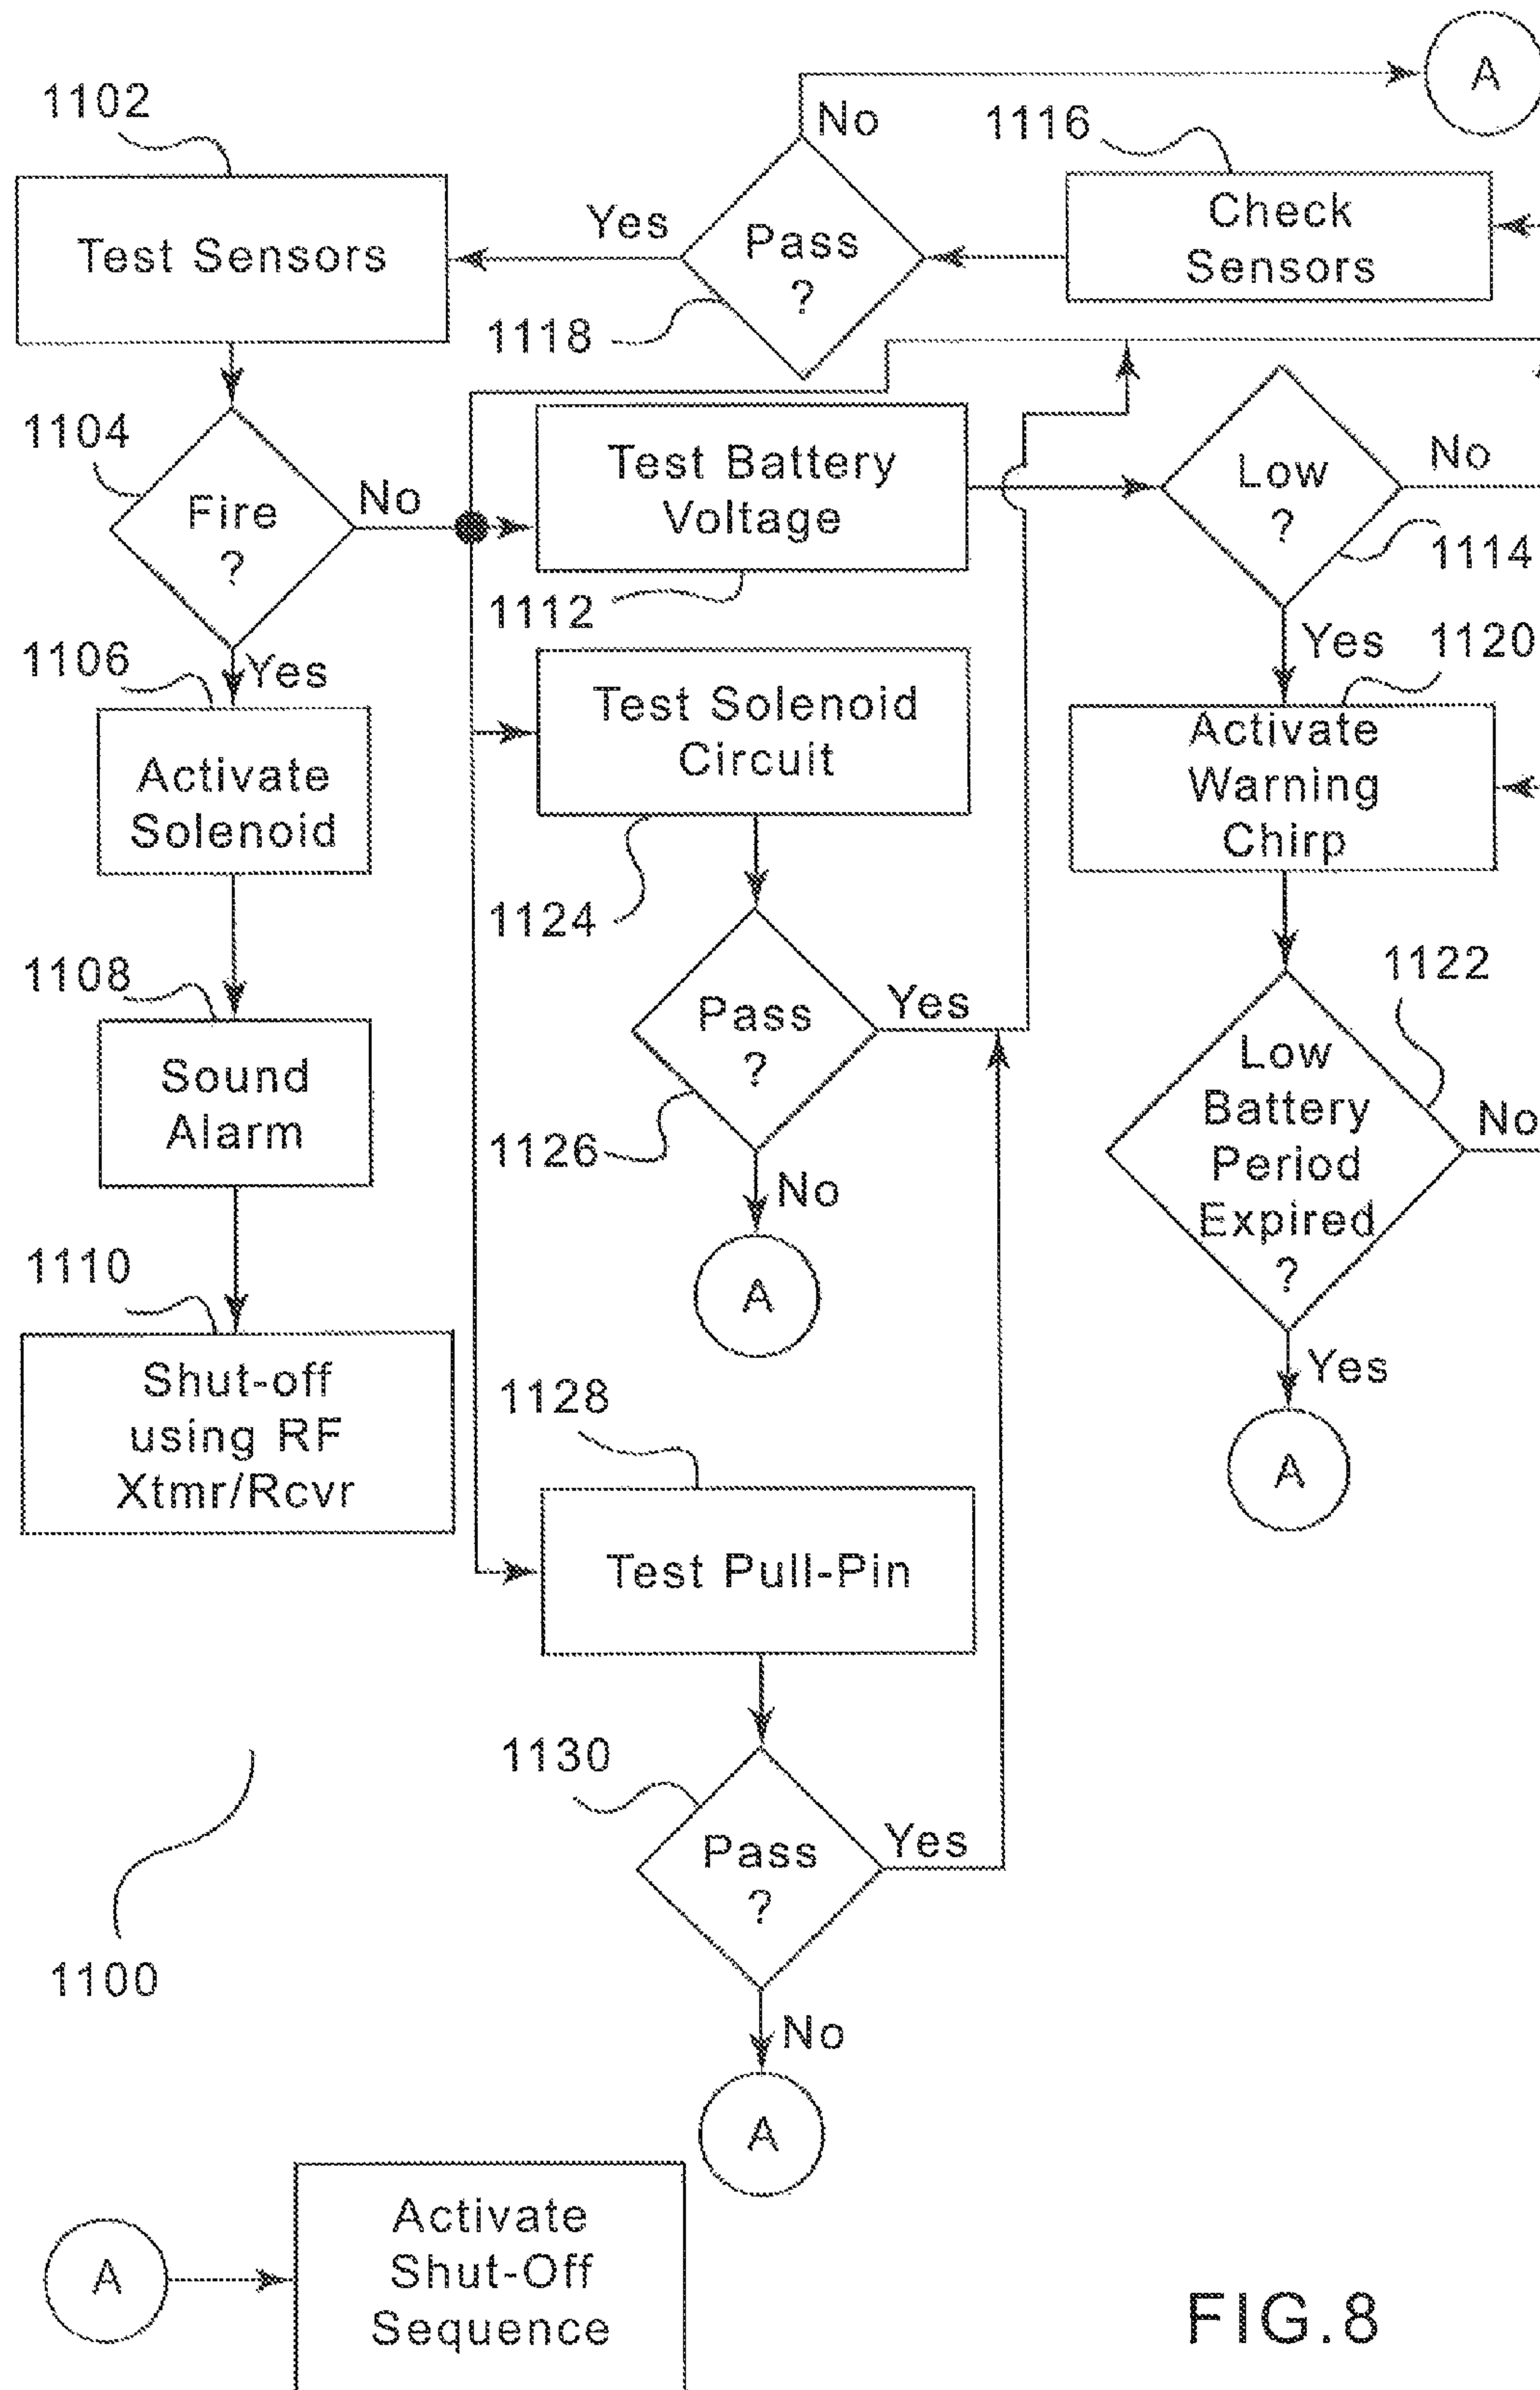 A
1102
No
1116
Test Sensors
Yes
Pass
?
Check
Sensors
1118
1104
Fire
?
No
Test Battery
Voltage
Low
?
No
1114
1112
1106
Yes
Yes
1120
Activate
Solenoid
Test Solenoid
Circuit
Activate
Warning
Chirp
1124
1108
Sound
Alarm
Pass
?
Yes
1122
Low
Battery
Period
Expired
?
No
1126
No
A
1110
Shut-off
using RF
Xtmr/Rcvr
Yes
A
1128
Test Pull-Pin
1130
Pass
?
Yes
1100
No
A
A
Activate
Shut-Off
Sequence
FIG.8